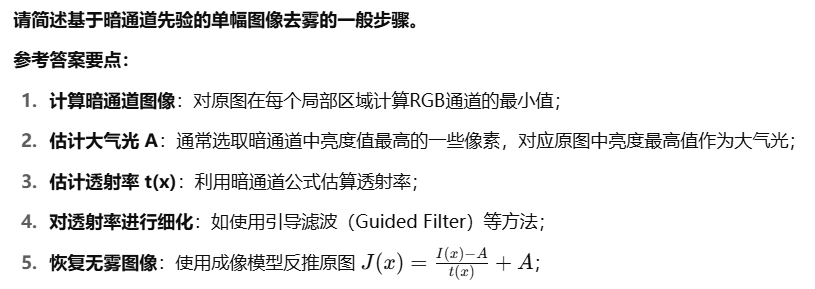 请简述基于暗通道先验的单幅图像去雾的一般步骤。
参考答案要点：
1. 计算暗通道图像：对原图在每个局部区域计算RGB通道的最小值；
2. 估计大气光 A：通常选取暗通道中亮度值最高的一些像素，对应原图中亮度最高值作为大气光；
3. 估计透射率 t(x)：利用暗通道公式估算透射率；
4. 对透射率进行细化：如使用引导滤波（Guided Filter）等方法；
5. 恢复无雾图像：使用成像模型反推原图 $J(x) = \frac{I(x)-A}{t(x)} + A$；